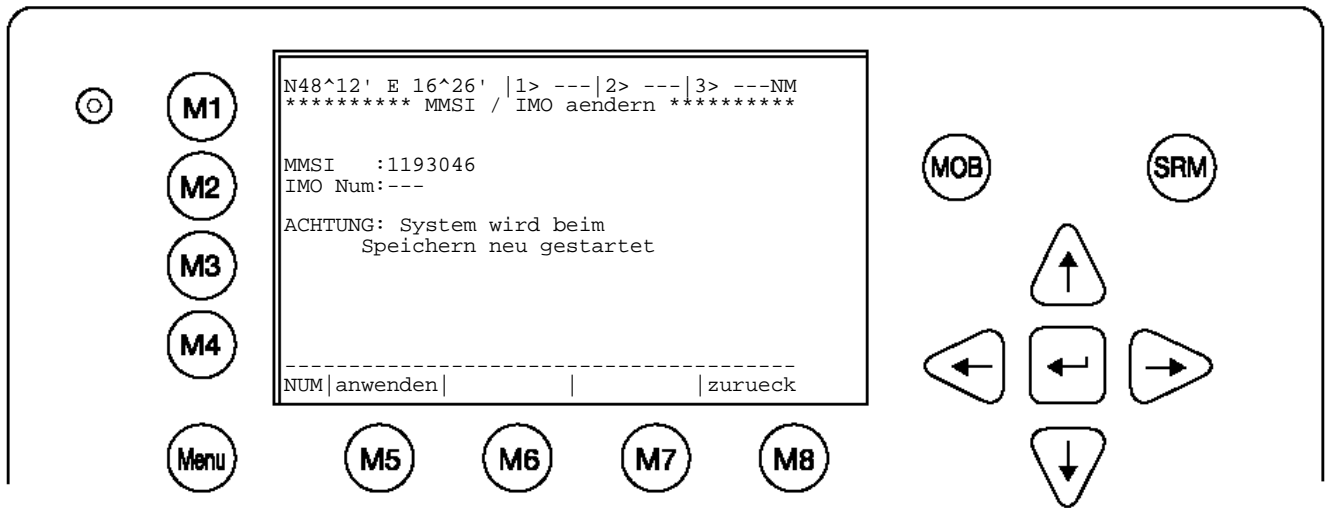 N48^12' E 16^26' |1> ---|2> ---|3> ---NM
********** MMSI / IMO aendern **********
MMSI   :1193046
IMO Num:---
ACHTUNG: System wird beim
Speichern neu gestartet
----------------------------------------
NUM|anwenden|         |         |zurueck
M1
M2
M3
M4
Menu
M5
M6
M7
M8
MOB
SRM